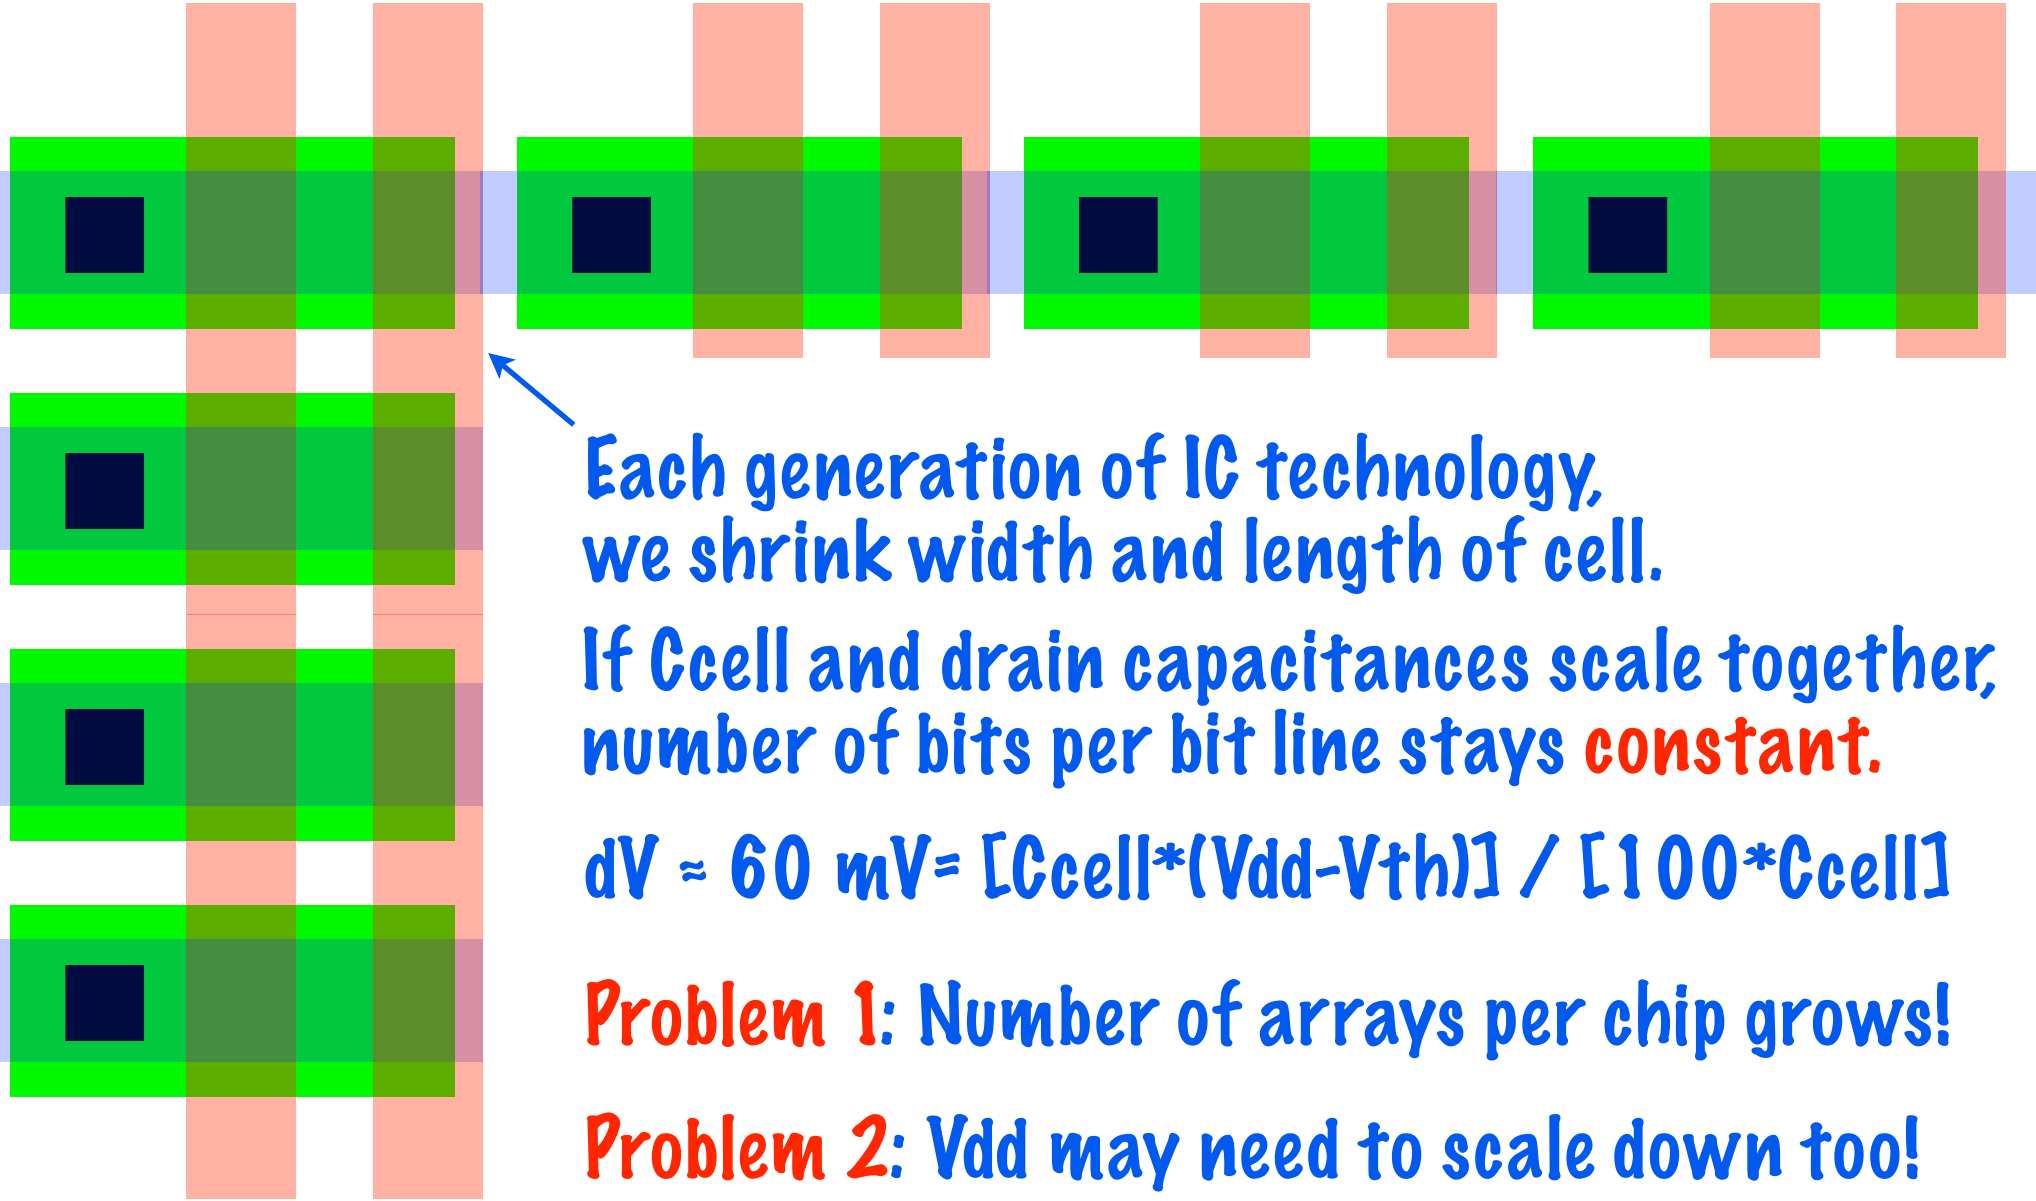 Each generation of IC technology,
we shrink width and length of cell.
If Ccell and drain capacitances scale together,
number of bits per bit line stays constant.
dV ≈ 60 mV= [Ccell*(Vdd-Vth)] / [100*Ccell]
Problem 1: Number of arrays per chip grows!
Problem 2: Vdd may need to scale down too!